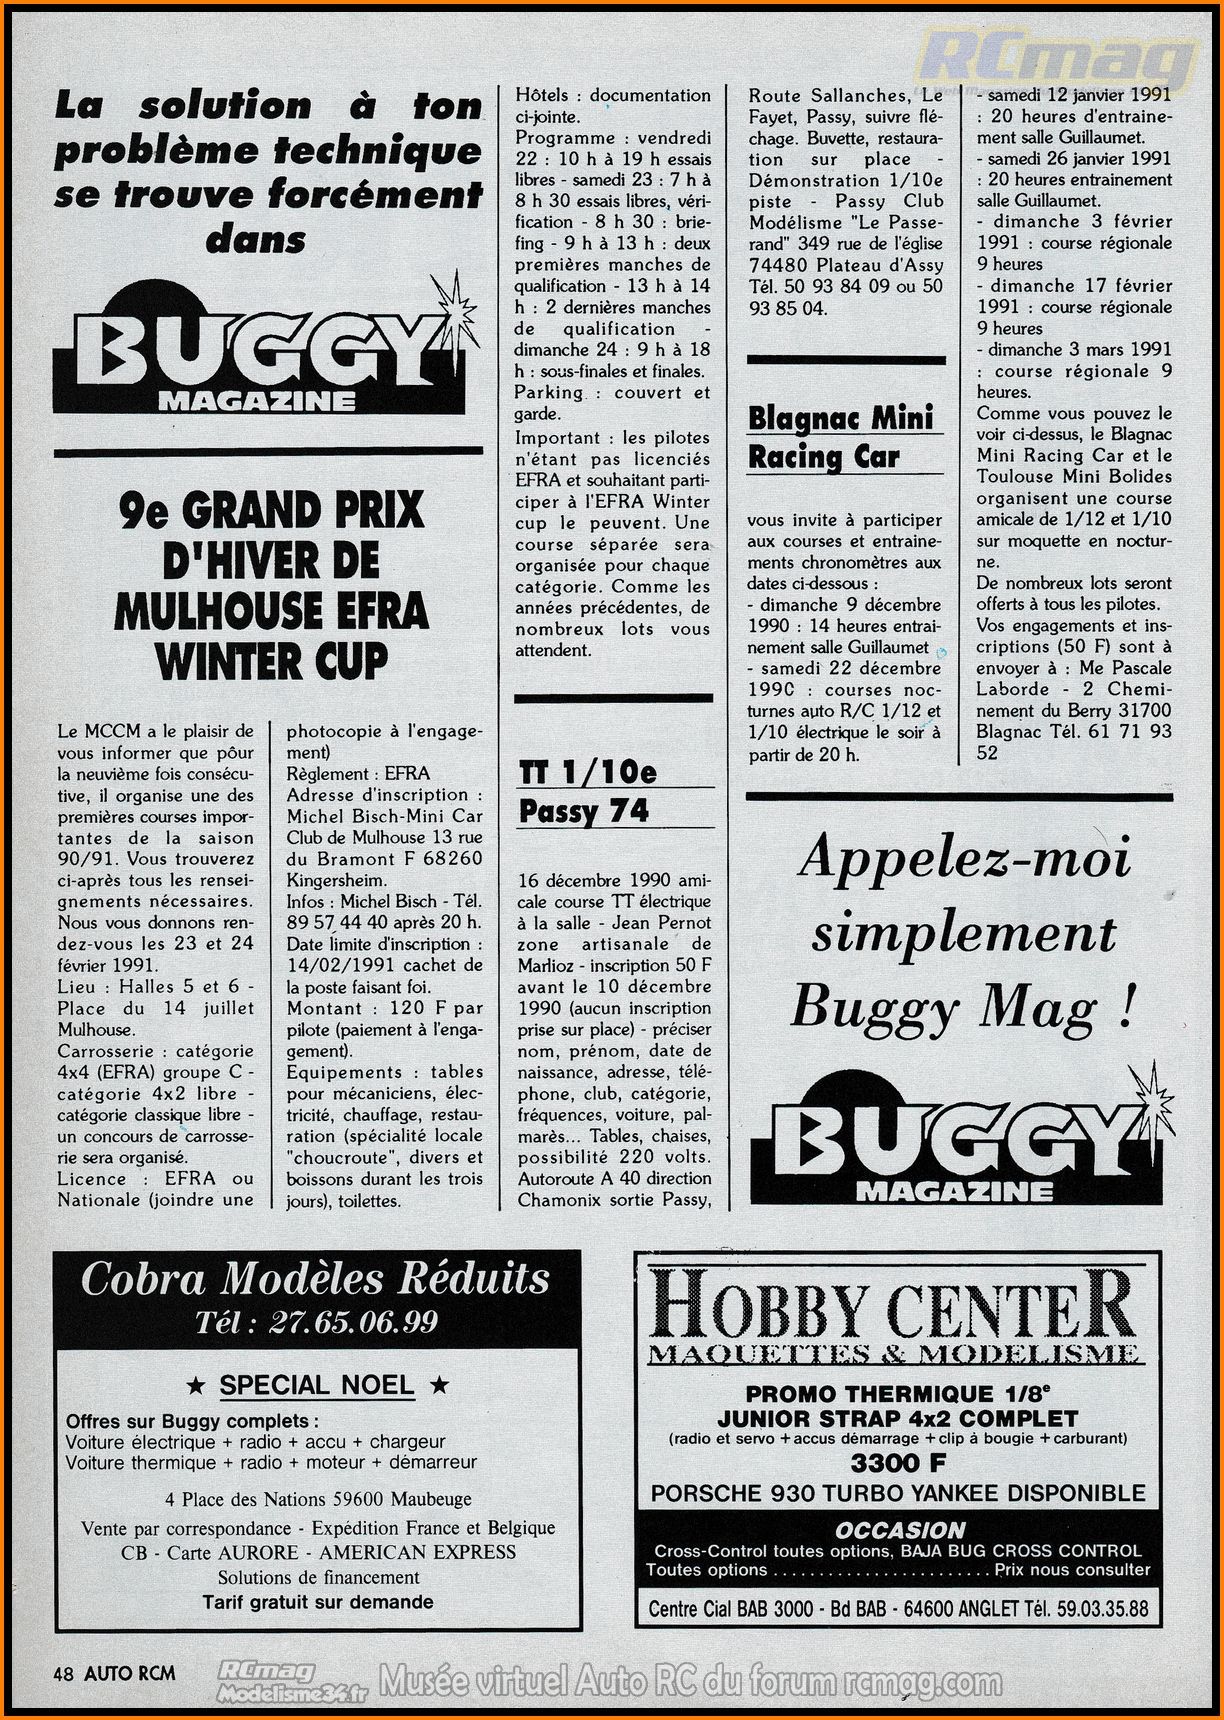 RCmag
La solution à ton
problème technique
se trouve forcément
dans
BUGGY
MAGAZINE
9e GRAND PRIX
D'HIVER DE
MULHOUSE EFRA
WINTER CUP
Le MCCM a le plaisir de
vous informer que pôur
la neuvième fois consécu-
tive, il organise une des
premières courses impor-
tantes de la saison
90/91. Vous trouverez
ci-après tous les rensei-
gnements nécessaires.
Nous vous donnons ren-
dez-vous les 23 et 24
février 1991.
Lieu : Halles 5 et 6 -
Place du 14 juillet
Mulhouse.
Carrosserie : catégorie
4x4 (EFRA) groupe C -
catégorie 4x2 libre -
catégorie classique libre -
un concours de carrosse-
rie sera organisé.
Licence : EFRA ou
Nationale (joindre une
photocopie à l'engage-
ment)
Règlement : EFRA
Adresse d'inscription :
Michel Bisch-Mini Car
Club de Mulhouse 13 rue
du Bramont F 68260
Kingersheim.
Infos : Michel Bisch - Tél.
89 57 44 40 après 20 h.
Date limite d'inscription :
14/02/1991 cachet de
la poste faisant foi.
Montant : 120 F par
pilote (paiement à l'enga-
gement).
Equipements : tables
pour mécaniciens, élec-
tricité, chauffage, restau-
ration (spécialité locale
"choucroute", divers et
boissons durant les trois
jours), toilettes.
Hôtels : documentation
ci-jointe.
Programme : vendredi
22 : 10 h à 19 h essais
libres - samedi 23 : 7 h à
8 h 30 essais libres, véri-
fication - 8 h 30 : brie-
fing - 9 h à 13 h : deux
premières manches de
qualification - 13 h à 14
h : 2 dernières manches
de qualification -
dimanche 24 : 9 h à 18
h : sous-finales et finales.
Parking : couvert et
garde.
Important : les pilotes
n'étant pas licenciés
EFRA et souhaitant parti-
ciper à l'EFRA Winter
cup le peuvent. Une
course séparée sera
organisée pour chaque
catégorie. Comme les
années précédentes, de
nombreux lots vous
attendent.
TT 1/10e
Passy 74
16 décembre 1990 ami-
cale course TT électrique
à la salle - Jean Pernot
zone artisanale de
Marlioz - inscription 50 F
avant le 10 décembre
1990 (aucun inscription
prise sur place) - préciser
nom, prénom, date de
naissance, adresse, télé-
phone, club, catégorie,
fréquences, voiture, pal-
marès... Tables, chaises,
possibilité 220 volts.
Autoroute A 40 direction
Chamonix sortie Passy,
Route Sallanches, Le
Fayet, Passy, suivre flé-
chage. Buvette, restaura-
tion sur place -
Démonstration 1/10e
piste - Passy Club
Modélisme "Le Passe-
rand" 349 rue de l'église
74480 Plateau d'Assy
Tél. 50 93 84 09 ou 50
93 85 04.
Blagnac Mini
Racing Car
vous invite à participer
aux courses et entraine-
ments chronomètres aux
dates ci-dessous :
- dimanche 9 décembre
1990 : 14 heures entrai-
nement salle Guillaumet
- samedi 22 décembre
1990 : courses noc-
turnes auto R/C 1/12 et
1/10 électrique le soir à
partir de 20 h.
- samedi 12 janvier 1991
: 20 heures d'entraine-
ment salle Guillaumet.
- samedi 26 janvier 1991
: 20 heures entrainement
salle Guillaumet.
- dimanche 3 février
1991 : course régionale
9 heures
- dimanche 17 février
1991 : course régionale
9 heures
- dimanche 3 mars 1991
: course régionale 9
heures.
Comme vous pouvez le
voir ci-dessus, le Blagnac
Mini Racing Car et le
Toulouse Mini Bolides
organisent une course
amicale de 1/12 et 1/10
sur moquette en noctur-
ne.
De nombreux lots seront
offerts à tous les pilotes.
Vos engagements et ins-
criptions (50 F) sont à
envoyer à : Me Pascale
Laborde - 2 Chemi-
nement du Berry 31700
Blagnac Tél. 61 71 93
52
Appelez-moi
simplement
Buggy Mag !
BUGGY
MAGAZINE
Cobra Modèles Réduits
Tél : 27.65.06.99
★ SPECIAL NOEL ★
Offres sur Buggy complets :
Voiture électrique + radio + accu + chargeur
Voiture thermique + radio + moteur + démarreur
4 Place des Nations 59600 Maubeuge
Vente par correspondance - Expédition France et Belgique
CB - Carte AURORE - AMERICAN EXPRESS
Solutions de financement
Tarif gratuit sur demande
HOBBY CENTER
MAQUETTES & MODELISME
PROMO THERMIQUE 1/8e
JUNIOR STRAP 4x2 COMPLET
(radio et servo + accus démarrage + clip à bougie + carburant)
3300 F
PORSCHE 930 TURBO YANKEE DISPONIBLE
OCCASION
Cross-Control toutes options, BAJA BUG CROSS CONTROL
Toutes options ........................ Prix nous consulter
Centre Cial BAB 3000 - Bd BAB - 64600 ANGLET Tél. 59.03.35.88
48 AUTO RCM
RCmag
Modelisme34.fr
Musée virtuel Auto RC du forum rcmag.com